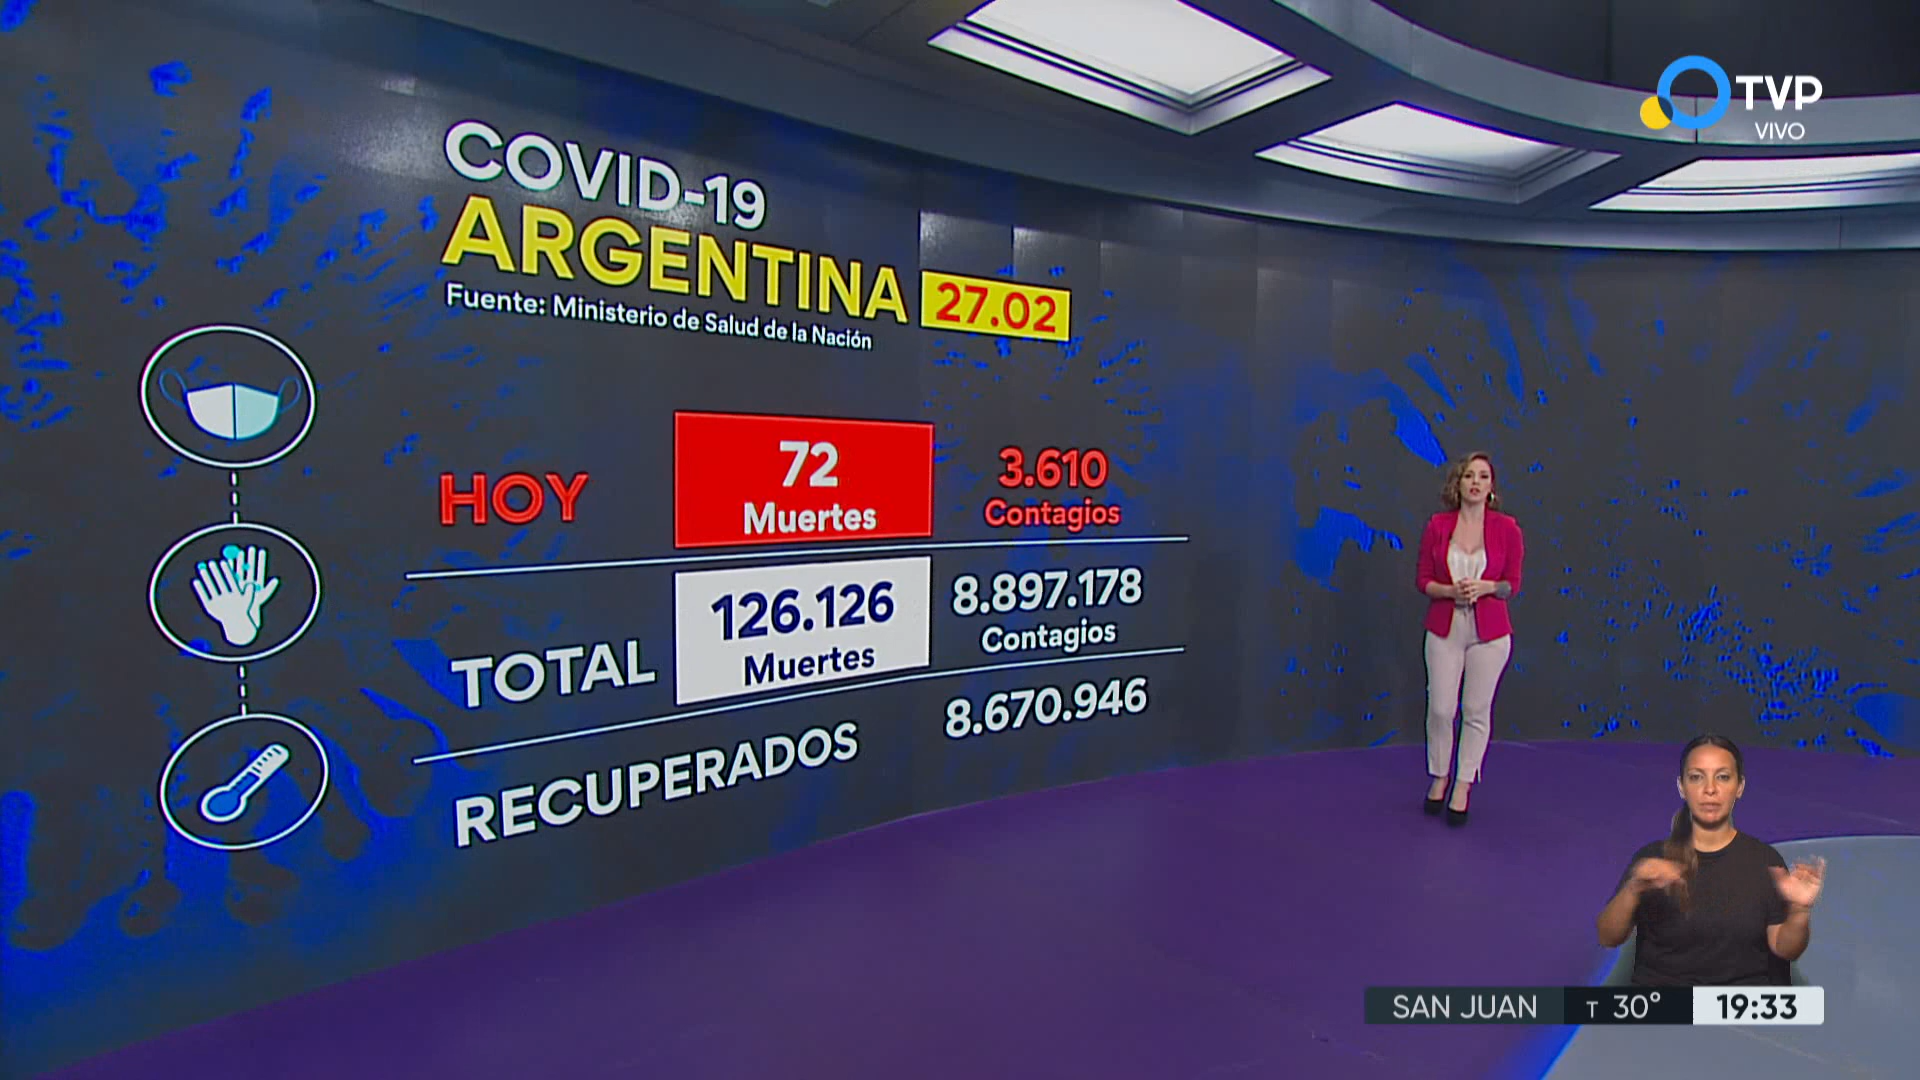 TVP
VIVO
COVID-19
ARGENTINA 27.02
Fuente: Ministerio de Salud de la Nación
HOY
72
Muertes
3.610
Contagios
TOTAL
126.126
Muertes
8.897.178
Contagios
RECUPERADOS
8.670.946
SAN JUAN T 30° 19:33